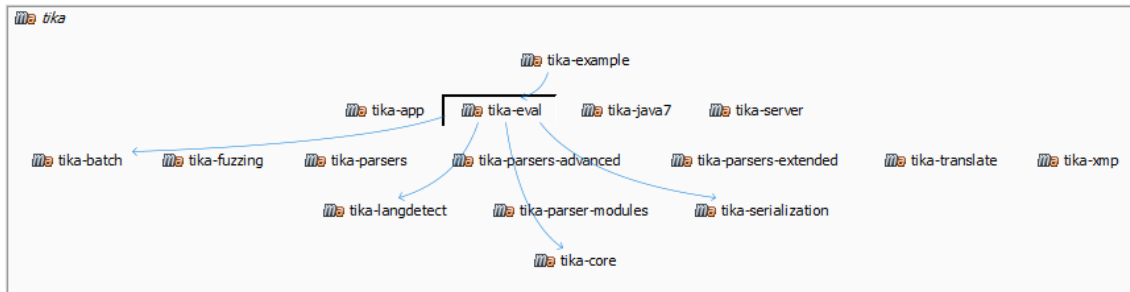 tika
tika-example
tika-app tika-eval tika-java7 tika-server
tika-batch tika-fuzzing tika-parsers tika-parsers-advanced tika-parsers-extended tika-translate tika-xmp
tika-langdetect tika-parser-modules tika-serialization
tika-core